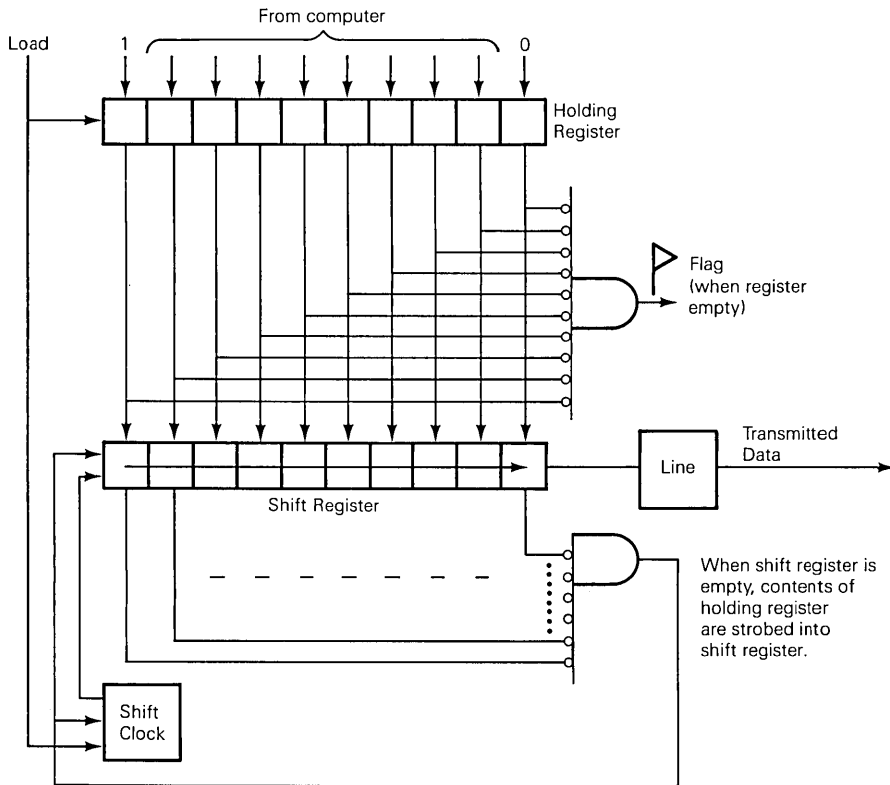 From computer
Load
1
0
Holding
Register
Flag
(when register
empty)
Transmitted
Data
Line
Shift Register
When shift register is
empty, contents of
holding register
are strobed into
shift register.
Shift
Clock